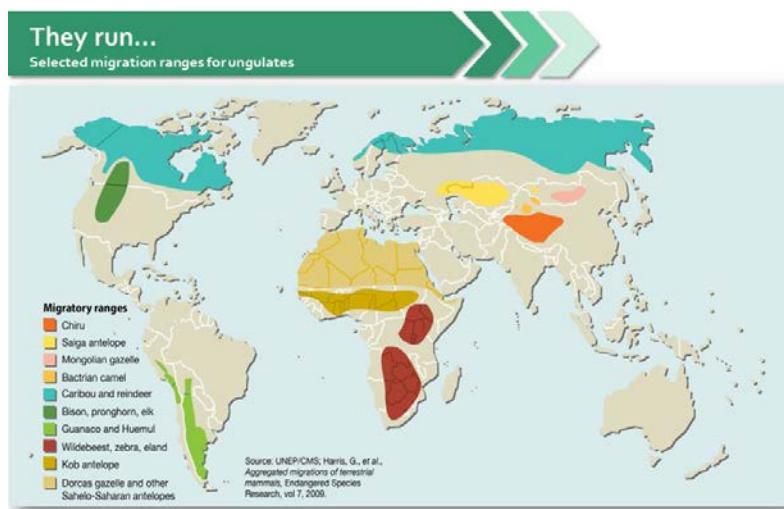 They run...
Selected migration ranges for ungulates
Migratory ranges
Chiru
Saiga antelope
Mongolian gazelle
Bactrian camel
Caribou and reindeer
Bison, pronghorn, elk
Guanaco and Huemul
Wildebeest, zebra, eland
Kob antelope
Dorcas gazelle and other
Sahelo-Saharan antelopes
Source: UNEP/CMS; Harris, G., et al.,
Aggregated migrations of terrestrial
mammals, Endangered Species
Research, vol 7, 2009.